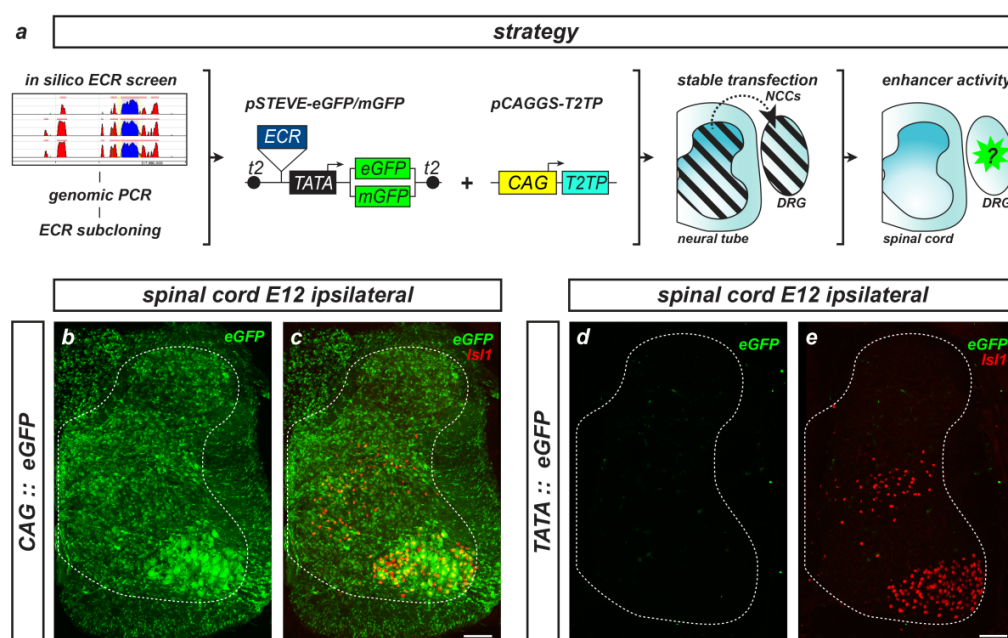 a
strategy
in silico ECR screen
genomic PCR
ECR subcloning
pSTEVE-eGFP/mGFP
ECR
t2
TATA
eGFP
mGFP
t2
+
pCAGGS-T2TP
CAG
T2TP
stable transfection
NCCs
DRG
neural tube
enhancer activity
?
DRG
spinal cord
spinal cord E12 ipsilateral
spinal cord E12 ipsilateral
CAG :: eGFP
b
eGFP
c
eGFP
Isl1
TATA :: eGFP
d
eGFP
e
eGFP
Isl1